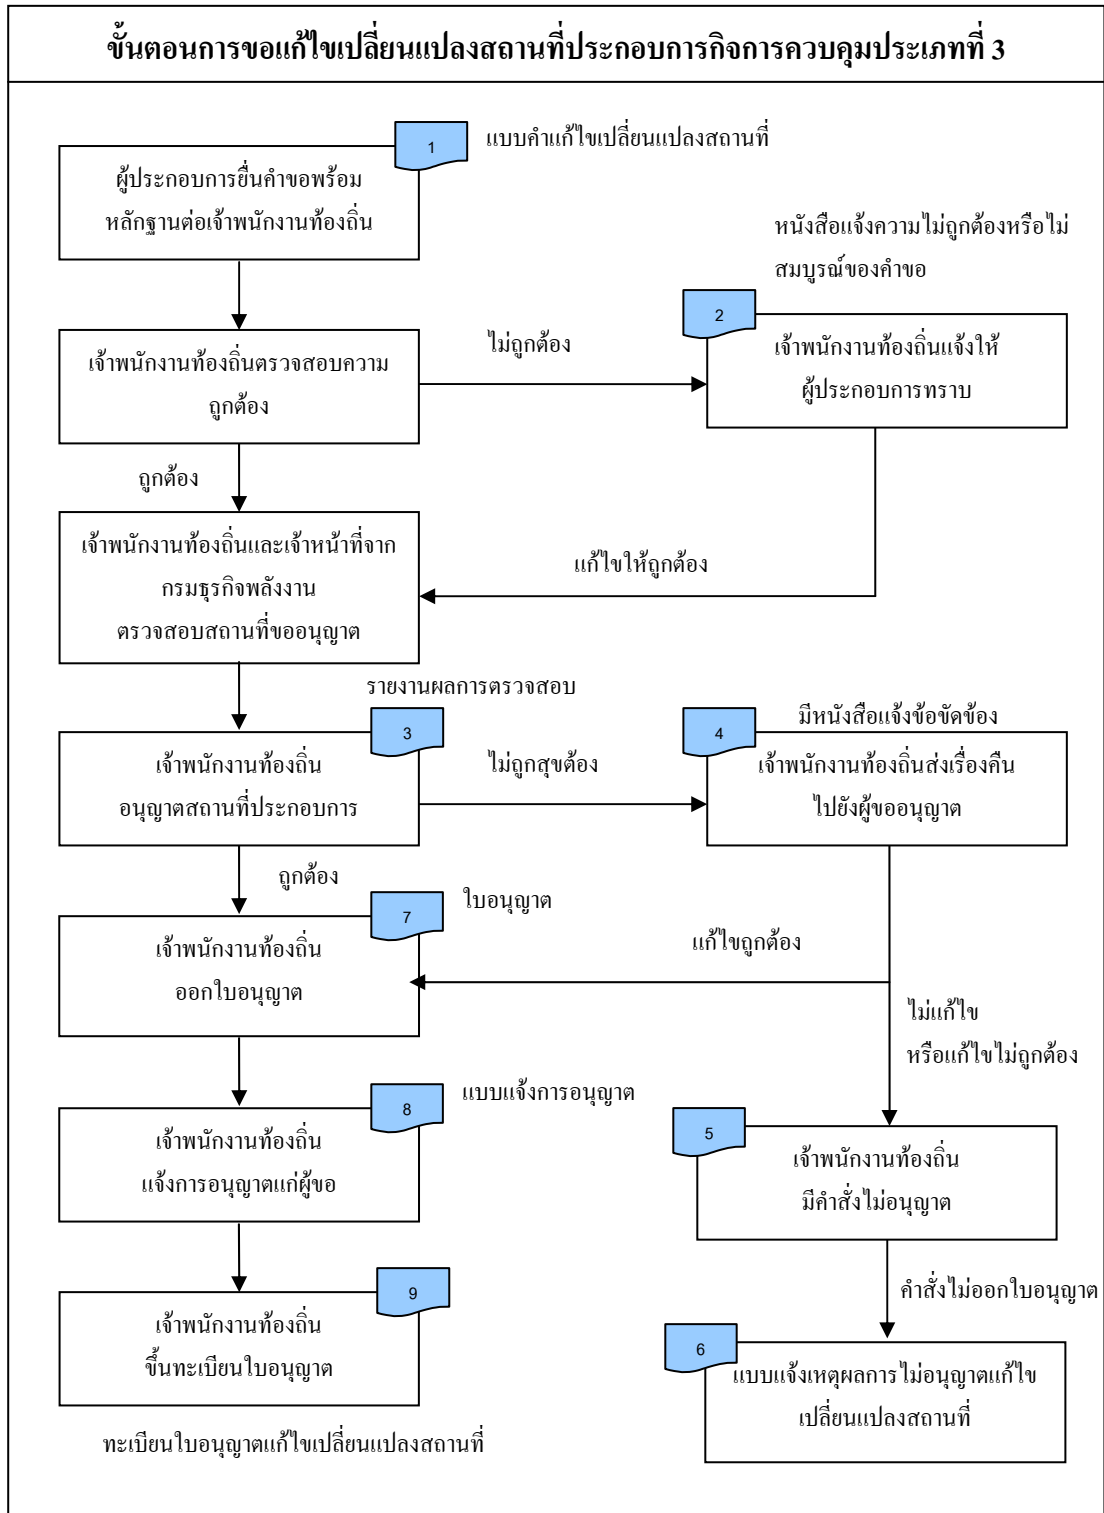 ขั้นตอนการขอแก้ไขเปลี่ยนแปลงสถานที่ประกอบการกิจการควบคุมประเภทที่ 3
1
แบบคำแก้ไขเปลี่ยนแปลงสถานที่
ผู้ประกอบการยื่นคำขอพร้อม
หลักฐานต่อเจ้าพนักงานท้องถิ่น
หนังสือแจ้งความไม่ถูกต้องหรือไม่
สมบูรณ์ของคำขอ
2
เจ้าพนักงานท้องถิ่นตรวจสอบความ
ถูกต้อง
ไม่ถูกต้อง
เจ้าพนักงานท้องถิ่นแจ้งให้
ผู้ประกอบการทราบ
ถูกต้อง
เจ้าพนักงานท้องถิ่นและเจ้าหน้าที่จาก
กรมธุรกิจพลังงาน
ตรวจสอบสถานที่ขออนุญาต
แก้ไขให้ถูกต้อง
รายงานผลการตรวจสอบ
3
เจ้าพนักงานท้องถิ่น
อนุญาตสถานที่ประกอบการ
ไม่ถูกสุขต้อง
มีหนังสือแจ้งข้อขัดข้อง
4
เจ้าพนักงานท้องถิ่นส่งเรื่องคืน
ไปยังผู้ขออนุญาต
ถูกต้อง
7
ใบอนุญาต
เจ้าพนักงานท้องถิ่น
ออกใบอนุญาต
แก้ไขถูกต้อง
ไม่แก้ไข
หรือแก้ไขไม่ถูกต้อง
8
แบบแจ้งการอนุญาต
เจ้าพนักงานท้องถิ่น
แจ้งการอนุญาตแก่ผู้ขอ
5
เจ้าพนักงานท้องถิ่น
มีคำสั่งไม่อนุญาต
9
เจ้าพนักงานท้องถิ่น
ขึ้นทะเบียนใบอนุญาต
คำสั่งไม่ออกใบอนุญาต
6
แบบแจ้งเหตุผลการไม่อนุญาตแก้ไข
เปลี่ยนแปลงสถานที่
ทะเบียนใบอนุญาตแก้ไขเปลี่ยนแปลงสถานที่